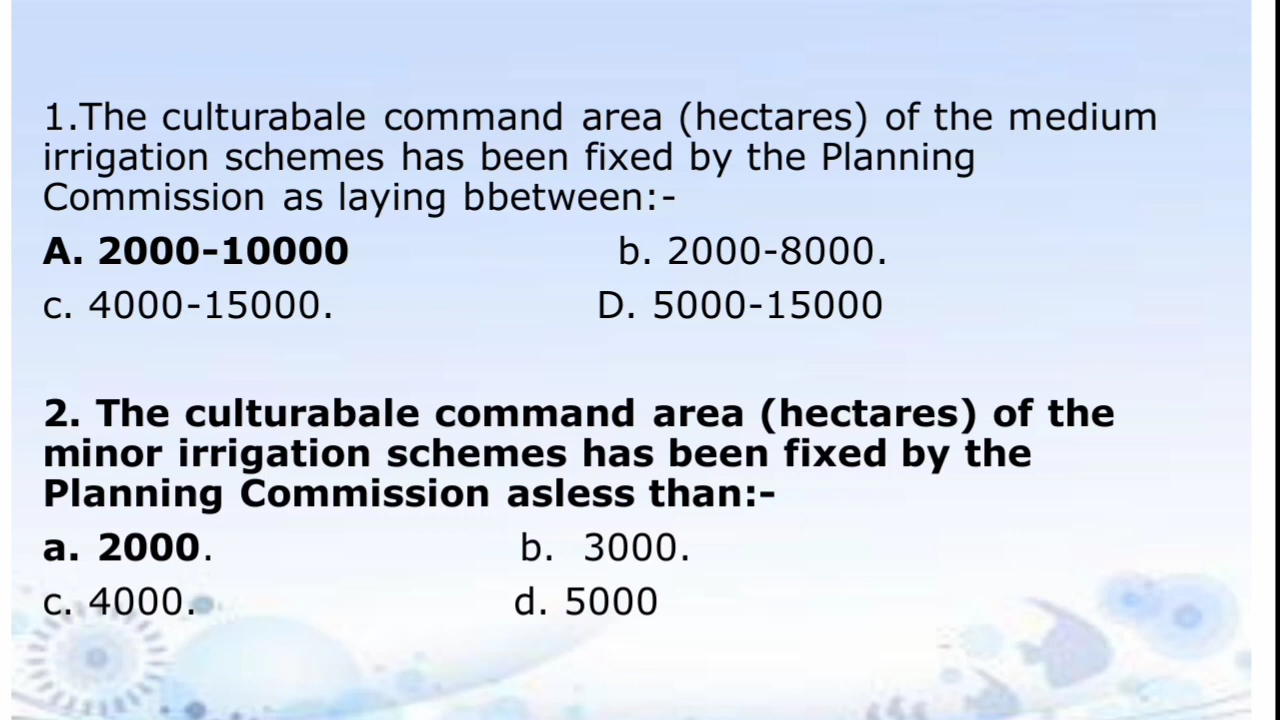 1.The culturabale command area (hectares) of the medium
irrigation schemes has been fixed by the Planning
Commission as laying bbetween:-
A. 2000-10000 b. 2000-8000.
c. 4000-15000. D. 5000-15000
2. The culturabale command area (hectares) of the
minor irrigation schemes has been fixed by the
Planning Commission asless than:-
a. 2000. b. 3000.
c. 4000. d. 5000